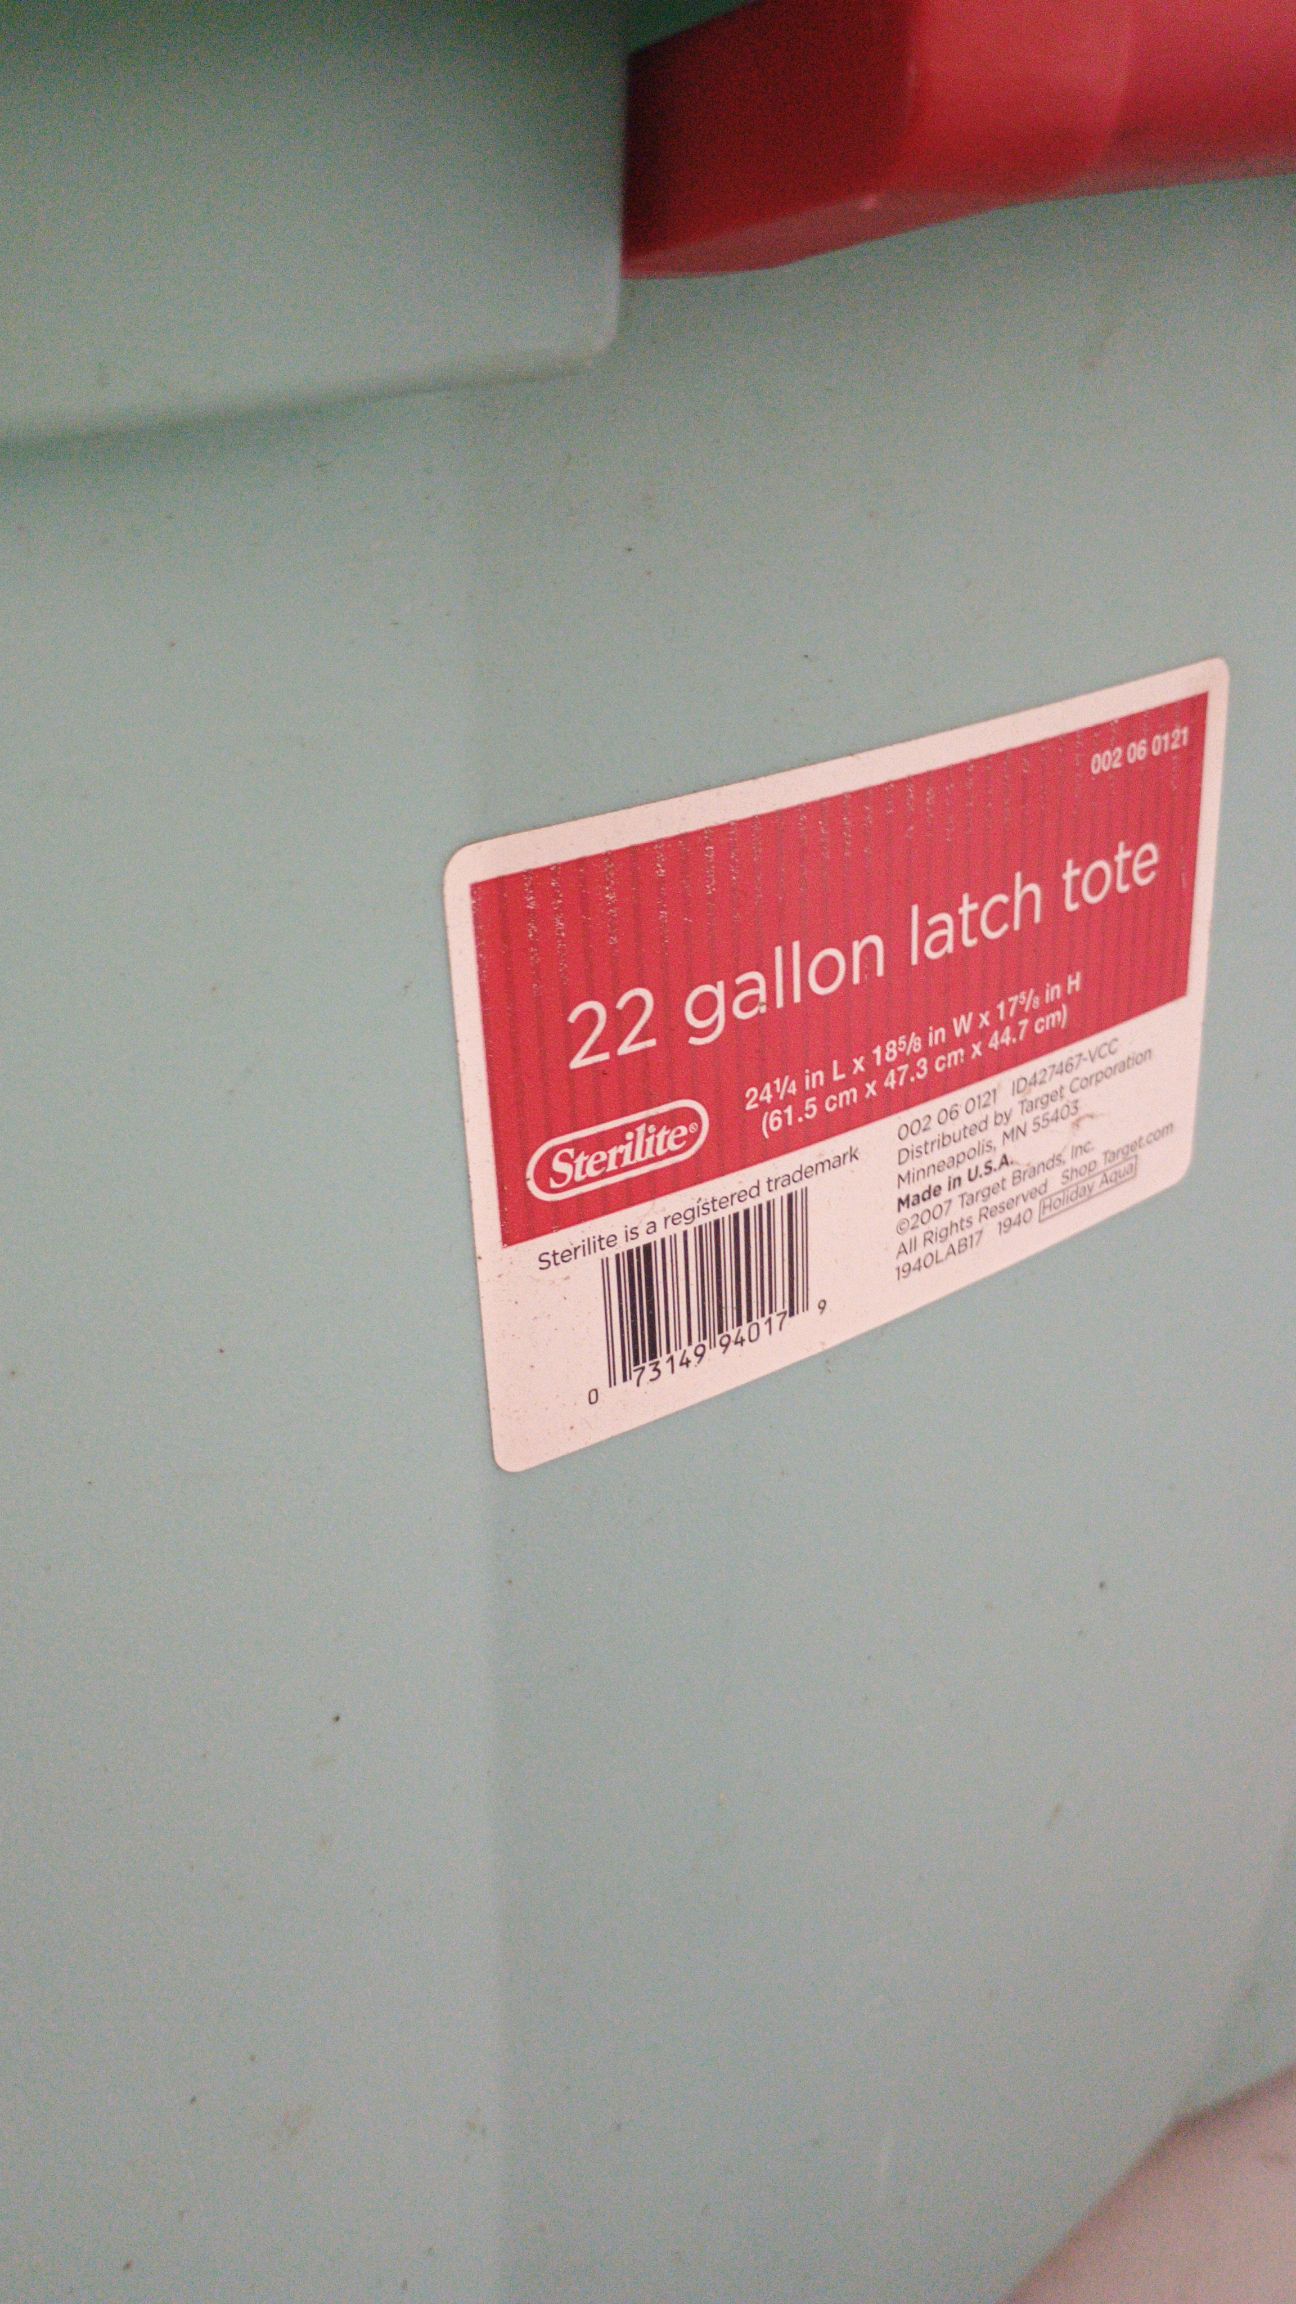 002 06 0121
22 gallon latch tote
24¼ in L x 18⅝ in W x 17⅝ in H
(61.5 cm x 47.3 cm x 44.7 cm)
Sterilite®
Sterilite is a registered trademark
0 73149 94017 9
002 06 0121 ID427467-VCC
Distributed by Target Corporation
Minneapolis, MN 55403
Made in U.S.A.
©2007 Target Brands, Inc.
All Rights Reserved Shop Target.com
1940LAB17 1940 Holiday Aqua